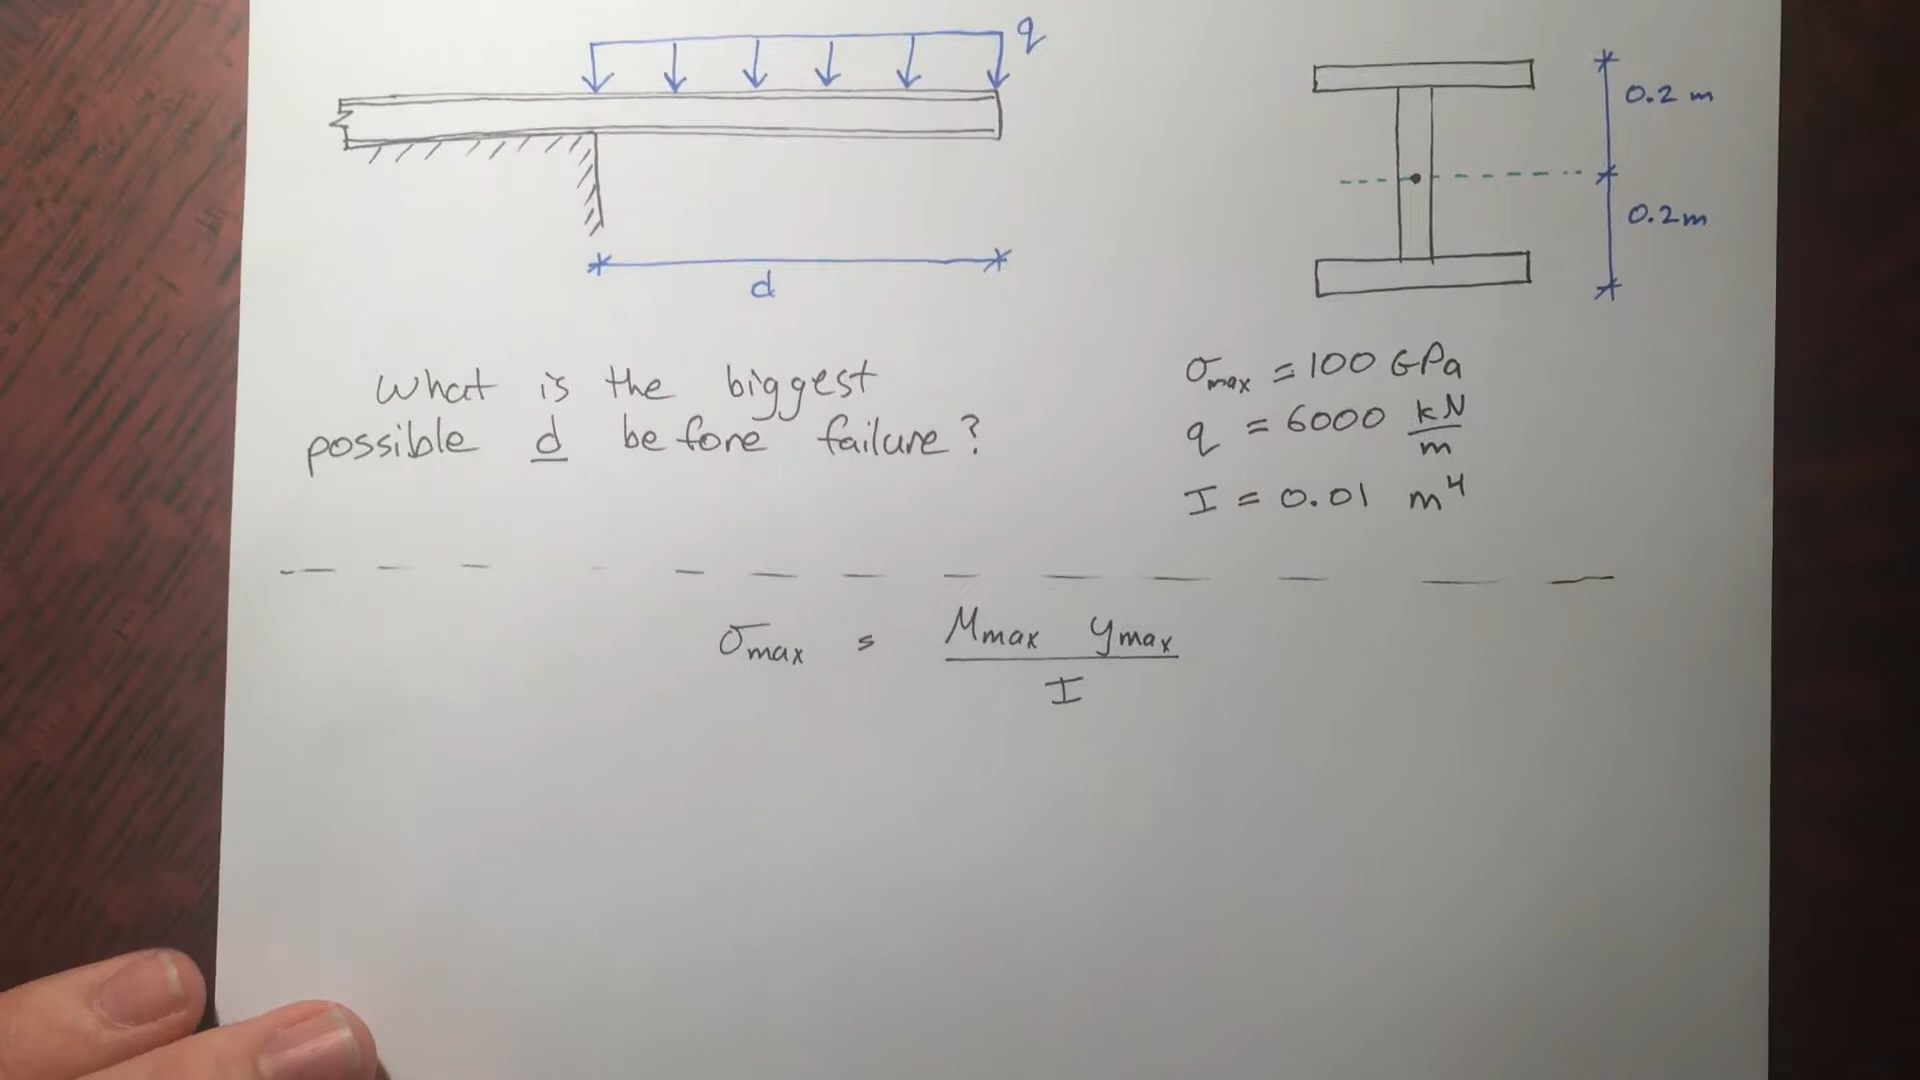 q
0.2 m
0.2m
d
What is the biggest
possible d before failure?
σmax = 100 GPa
q = 6000 kN/m
I = 0.01 m⁴
σmax = Mmax ymax
I